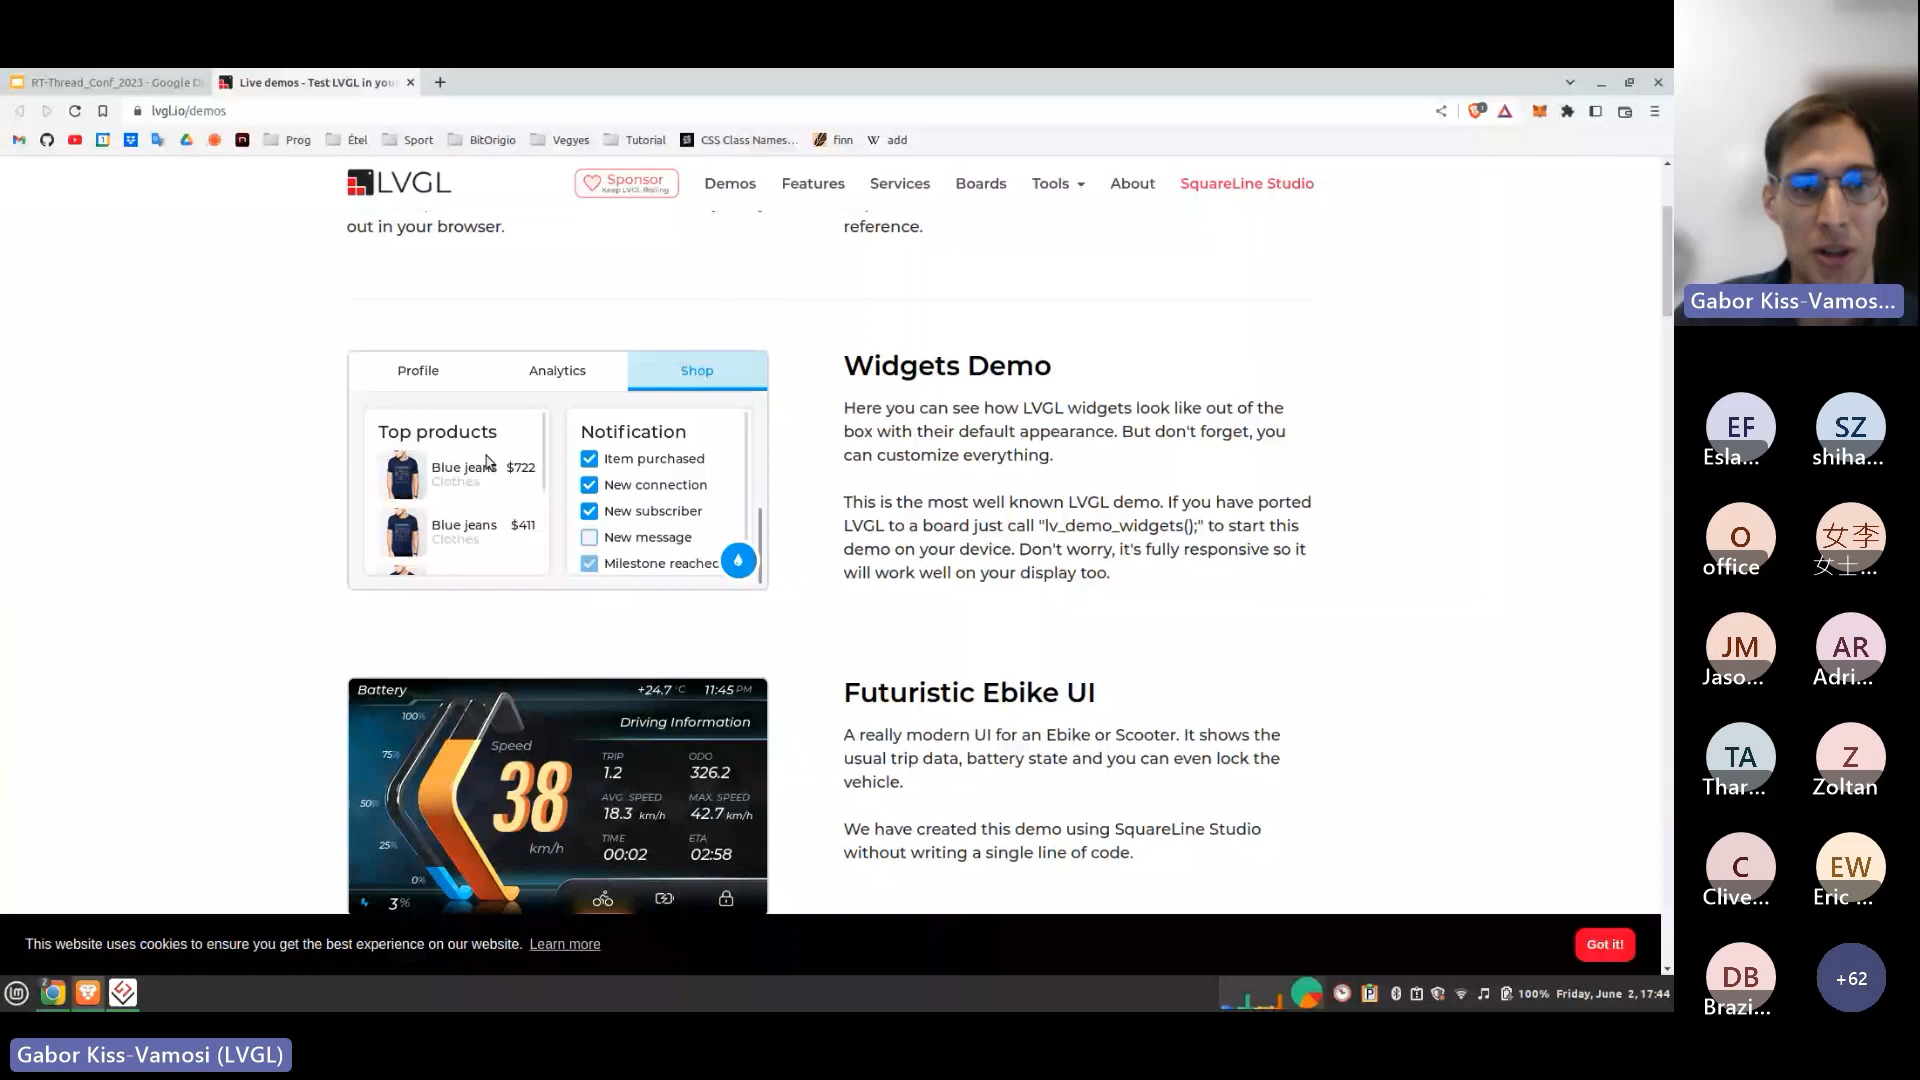 RT-Thread_Conf_2023 - Google D
Live demos - Test LVGL in you
lvgl.io/demos
Prog
Étel
Sport
BitOrigio
Vegyes
Tutorial
CSS Class Names...
finn
W add
LVGL
Sponsor
Keep LVGL Rolling
Demos
Features
Services
Boards
Tools
About
SquareLine Studio
out in your browser.
reference.
Profile
Analytics
Shop
Top products
Blue jeans $722
Clothes
Blue jeans $411
Clothes
Notification
Item purchased
New connection
New subscriber
New message
Milestone reached
Widgets Demo
Here you can see how LVGL widgets look like out of the
box with their default appearance. But don't forget, you
can customize everything.
This is the most well known LVGL demo. If you have ported
LVGL to a board just call "lv_demo_widgets();" to start this
demo on your device. Don't worry, it's fully responsive so it
will work well on your display too.
Battery
+24.7 °C 11:45 PM
Driving Information
100%
75%
50%
25%
0%
3%
Speed
38
km/h
TRIP
1.2
ODO
326.2
AVG. SPEED
18.3 km/h
MAX. SPEED
42.7 km/h
TIME
00:02
ETA
02:58
Futuristic Ebike UI
A really modern UI for an Ebike or Scooter. It shows the
usual trip data, battery state and you can even lock the
vehicle.
We have created this demo using SquareLine Studio
without writing a single line of code.
This website uses cookies to ensure you get the best experience on our website. Learn more
Got it!
100% Friday, June 2, 17:44
Gabor Kiss-Vamosi (LVGL)
Gabor Kiss-Vamos...
EF
Esla...
SZ
shiha...
O
office
女李
女士...
JM
Jaso...
AR
Adri...
TA
Thar...
Z
Zoltan
C
Clive...
EW
Eric ...
DB
Brazi...
+62